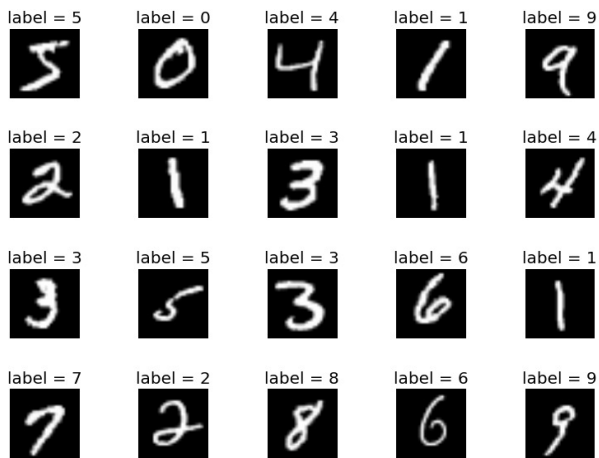 label = 5 label = 0 label = 4 label = 1 label = 9
5 0 4 1 9
label = 2 label = 1 label = 3 label = 1 label = 4
2 1 3 1 4
label = 3 label = 5 label = 3 label = 6 label = 1
3 5 3 6 1
label = 7 label = 2 label = 8 label = 6 label = 9
7 2 8 6 9